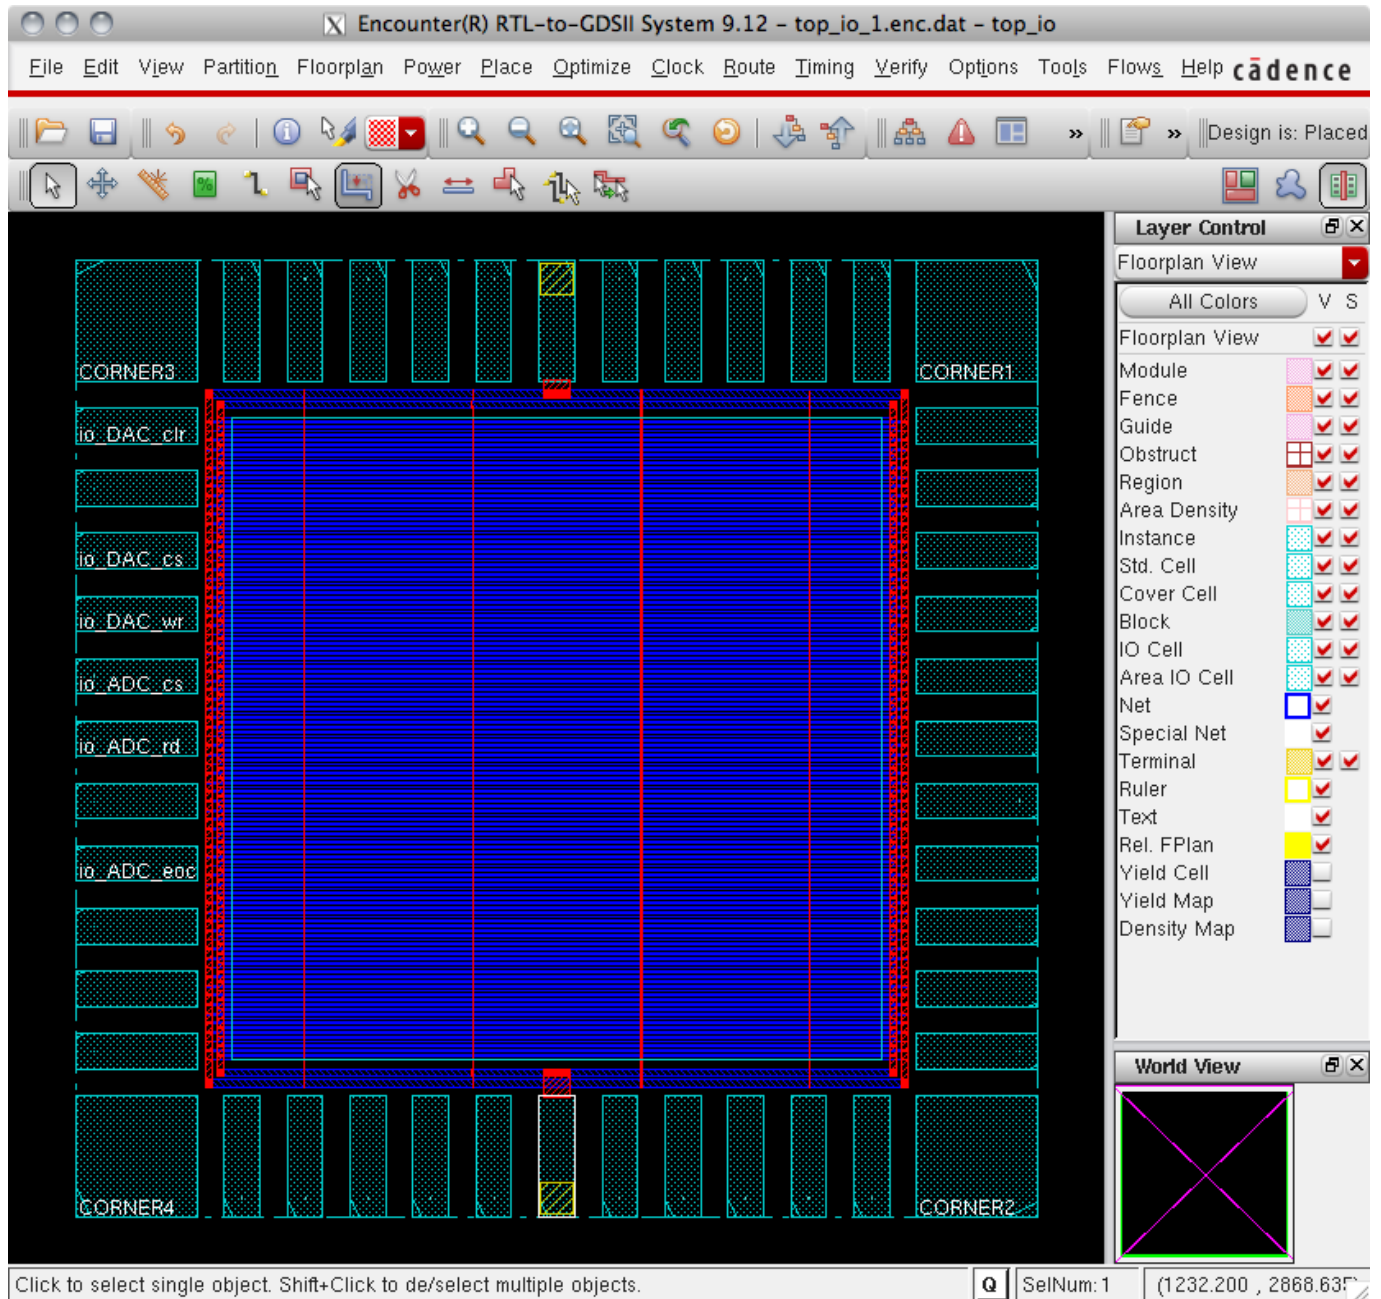 Encounter(R) RTL-to-GDSII System 9.12 - top_io_1.enc.dat - top_io
File Edit View Partition Floorplan Power Place Optimize Clock Route Timing Verify Options Tools Flows Help cādence
Design is: Placed
Layer Control
Floorplan View
All Colors V S
Floorplan View
Module
Fence
Guide
Obstruct
Region
Area Density
Instance
Std. Cell
Cover Cell
Block
IO Cell
Area IO Cell
Net
Special Net
Terminal
Ruler
Text
Rel. FPlan
Yield Cell
Yield Map
Density Map
World View
CORNER3
CORNER1
io_DAC_clr
io_DAC_cs
io_DAC_wr
io_ADC_cs
io_ADC_rd
io_ADC_eoc
CORNER4
CORNER2
Click to select single object. Shift+Click to de/select multiple objects.
Q
SelNum:1
(1232.200 , 2868.635)